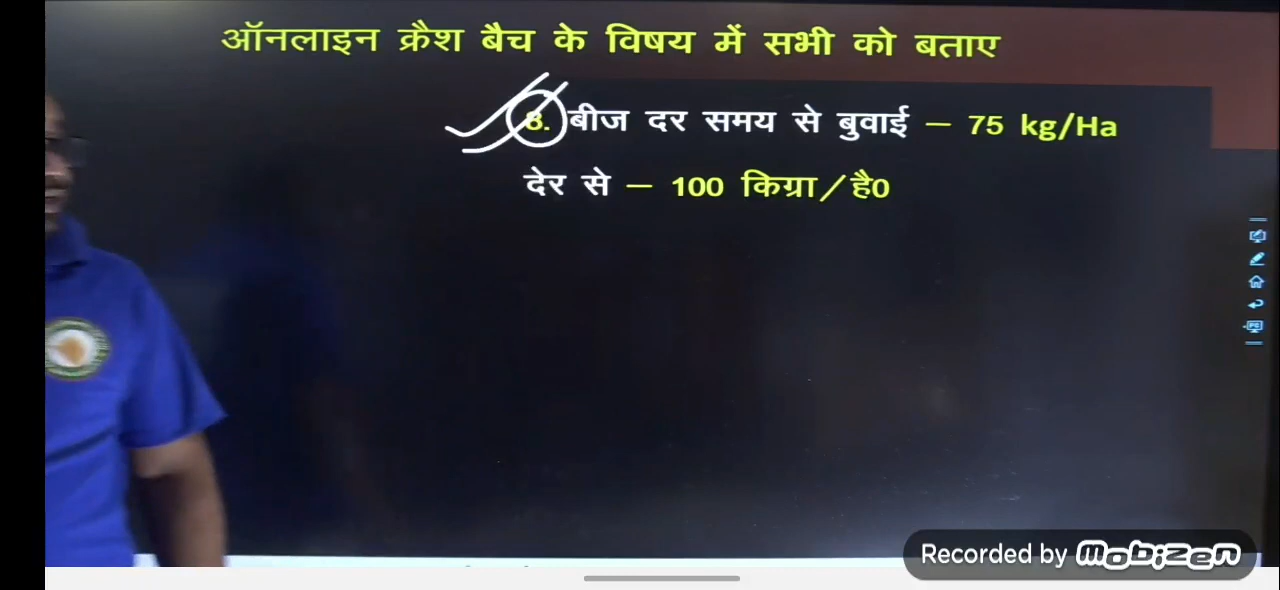 ऑनलाइन क्रैश बैच के विषय में सभी को बताए
8. बीज दर समय से बुवाई – 75 kg/Ha
देर से – 100 किग्रा/है0
Recorded by Mobizen